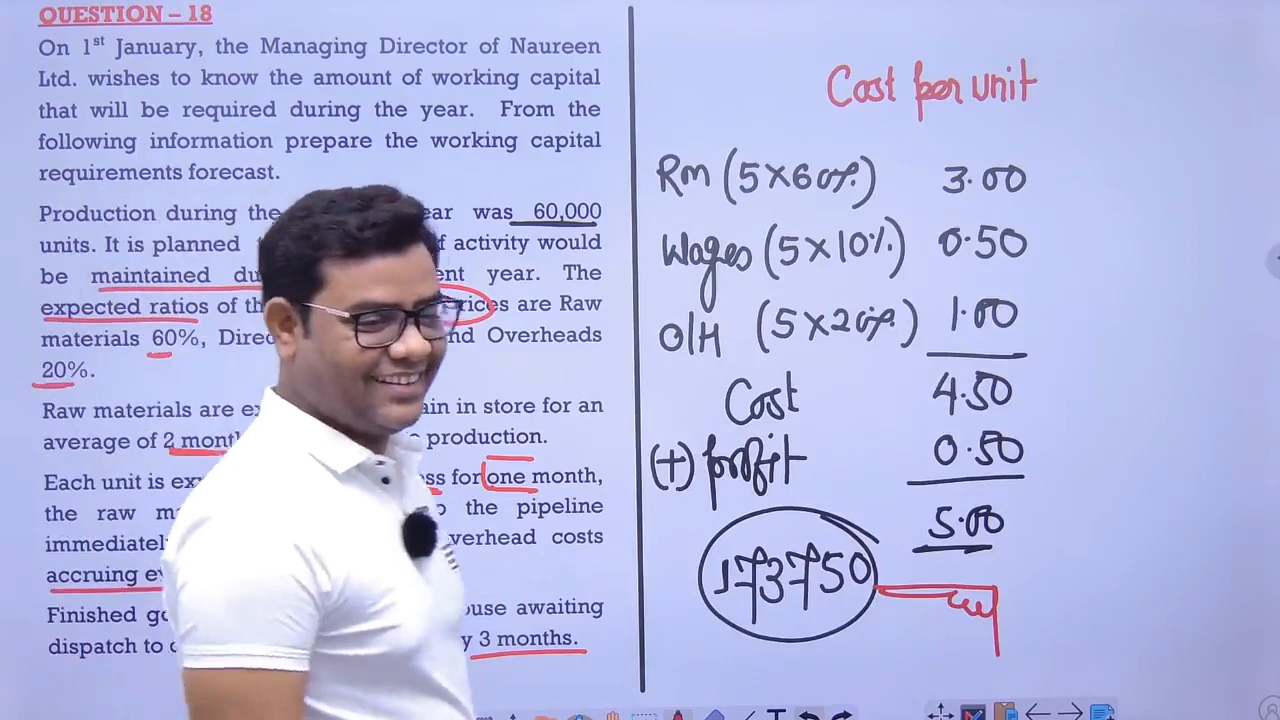 QUESTION – 18
On 1st January, the Managing Director of Naureen
Ltd. wishes to know the amount of working capital
that will be required during the year. From the
following information prepare the working capital
requirements forecast.
Production during the ear was 60,000
units. It is planned f activity would
be maintained du ent year. The
expected ratios of th rices are Raw
materials 60%, Direc nd Overheads
20%.
Raw materials are ex ain in store for an
average of 2 mont production.
Each unit is ex ss for one month,
the raw m o the pipeline
immediatel verhead costs
accruing e
Finished go use awaiting
dispatch to y 3 months.
Cost per unit
Rm (5×60%) 3.00
Wages (5×10%) 0.50
O/H (5×20%) 1.00
Cost 4.50
(+) profit 0.50
5.00
173750